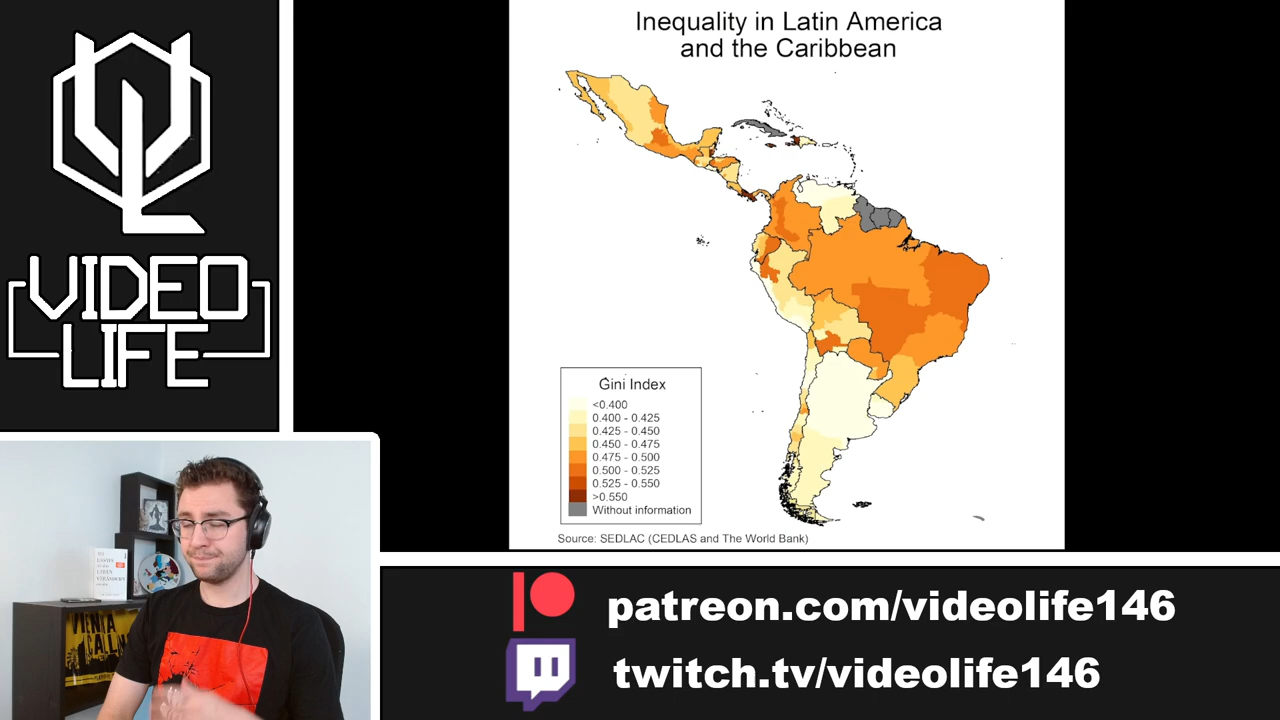 VIDEO
LIFE
Inequality in Latin America
and the Caribbean
Gini Index
<0.400
0.400 - 0.425
0.425 - 0.450
0.450 - 0.475
0.475 - 0.500
0.500 - 0.525
0.525 - 0.550
>0.550
Without information
Source: SEDLAC (CEDLAS and The World Bank)
patreon.com/videolife146
twitch.tv/videolife146